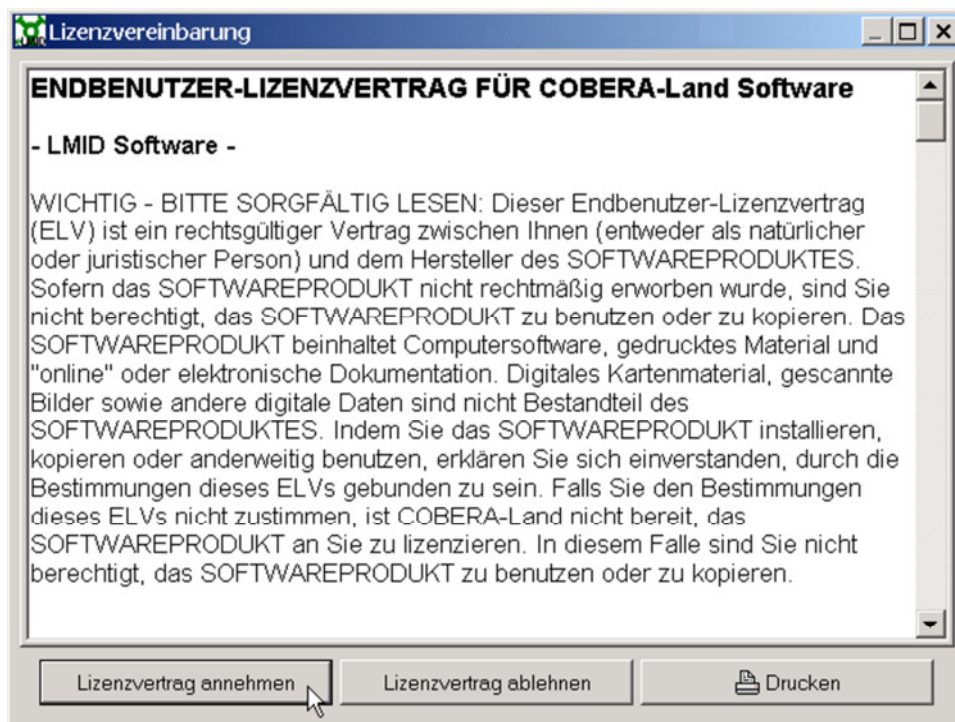 Lizenzvereinbarung
ENDBENUTZER-LIZENZVERTRAG FÜR COBERA-Land Software
- LMID Software -
WICHTIG - BITTE SORGFÄLTIG LESEN: Dieser Endbenutzer-Lizenzvertrag
(ELV) ist ein rechtsgültiger Vertrag zwischen Ihnen (entweder als natürlicher
oder juristischer Person) und dem Hersteller des SOFTWAREPRODUKTES.
Sofern das SOFTWAREPRODUKT nicht rechtmäßig erworben wurde, sind Sie
nicht berechtigt, das SOFTWAREPRODUKT zu benutzen oder zu kopieren. Das
SOFTWAREPRODUKT beinhaltet Computersoftware, gedrucktes Material und
"online" oder elektronische Dokumentation. Digitales Kartenmaterial, gescannte
Bilder sowie andere digitale Daten sind nicht Bestandteil des
SOFTWAREPRODUKTES. Indem Sie das SOFTWAREPRODUKT installieren,
kopieren oder anderweitig benutzen, erklären Sie sich einverstanden, durch die
Bestimmungen dieses ELVs gebunden zu sein. Falls Sie den Bestimmungen
dieses ELVs nicht zustimmen, ist COBERA-Land nicht bereit, das
SOFTWAREPRODUKT an Sie zu lizenzieren. In diesem Falle sind Sie nicht
berechtigt, das SOFTWAREPRODUKT zu benutzen oder zu kopieren.
Lizenzvertrag annehmen
Lizenzvertrag ablehnen
Drucken